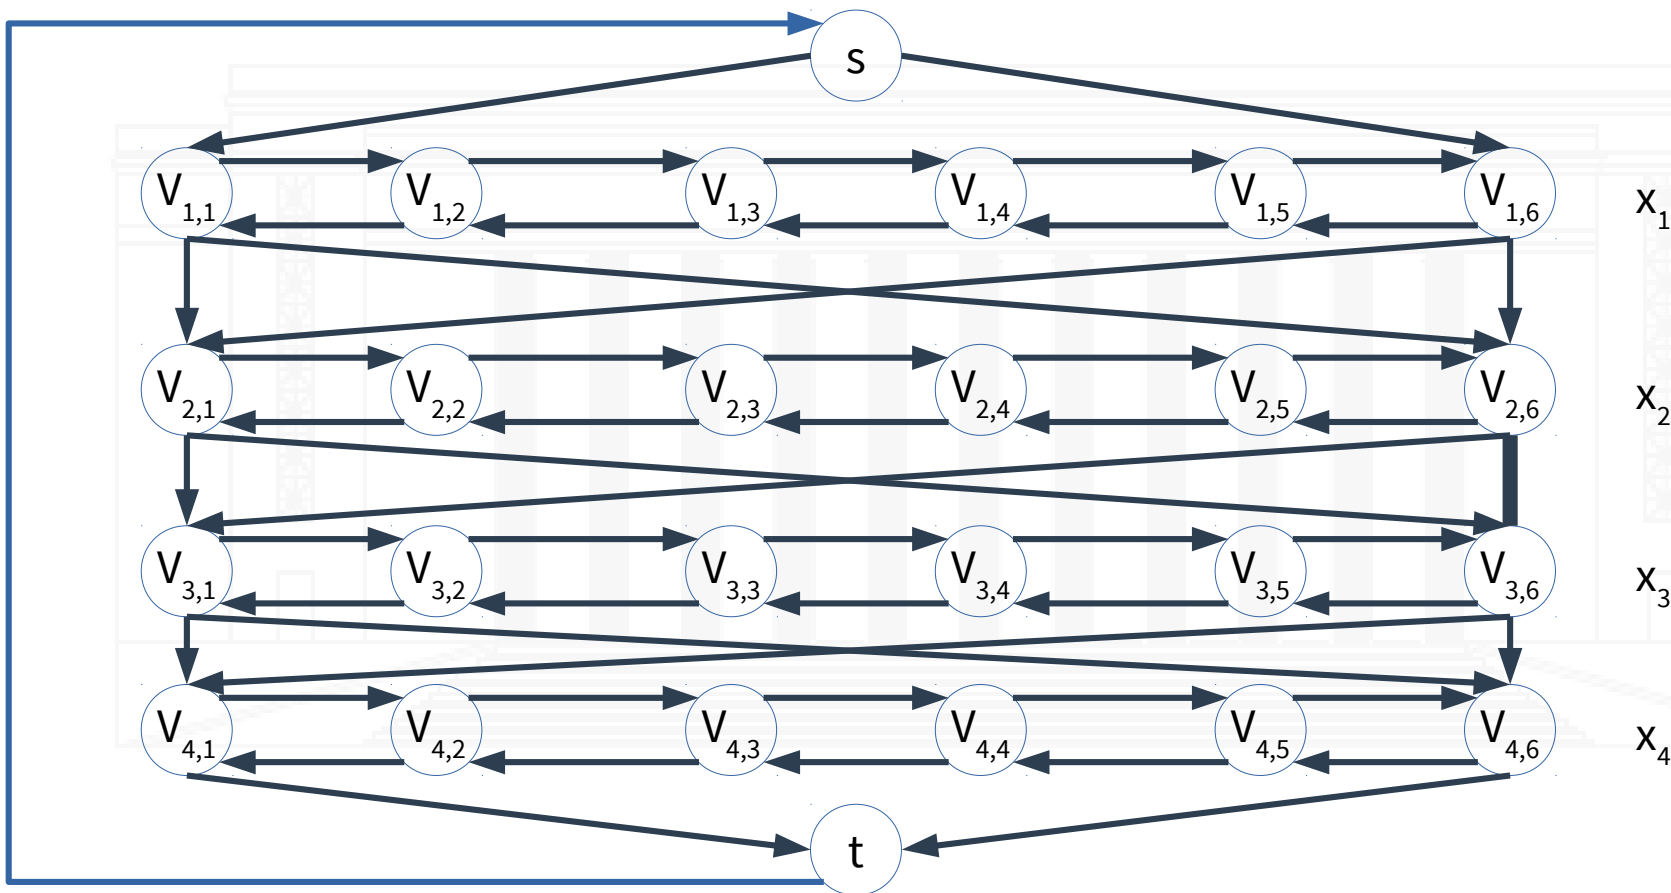 s
V1,1 V1,2 V1,3 V1,4 V1,5 V1,6 x1
V2,1 V2,2 V2,3 V2,4 V2,5 V2,6 x2
V3,1 V3,2 V3,3 V3,4 V3,5 V3,6 x3
V4,1 V4,2 V4,3 V4,4 V4,5 V4,6 x4
t